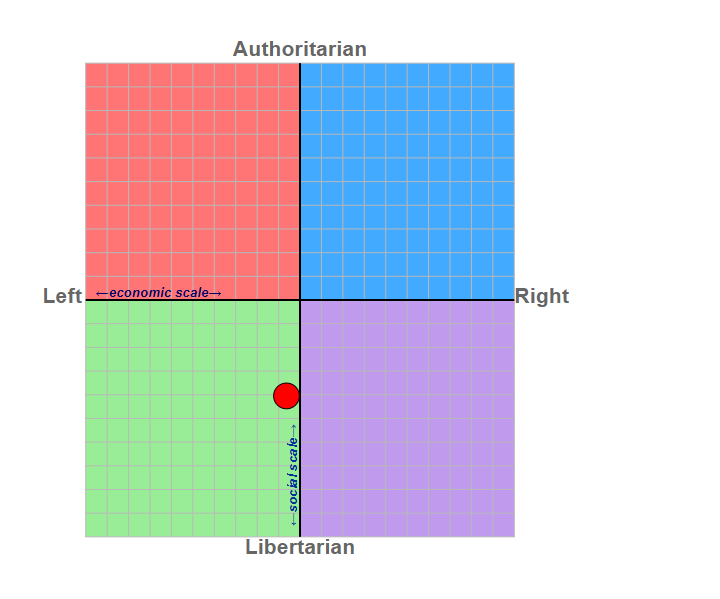 Authoritarian
←economic scale→
Left
Right
←social scale→
Libertarian